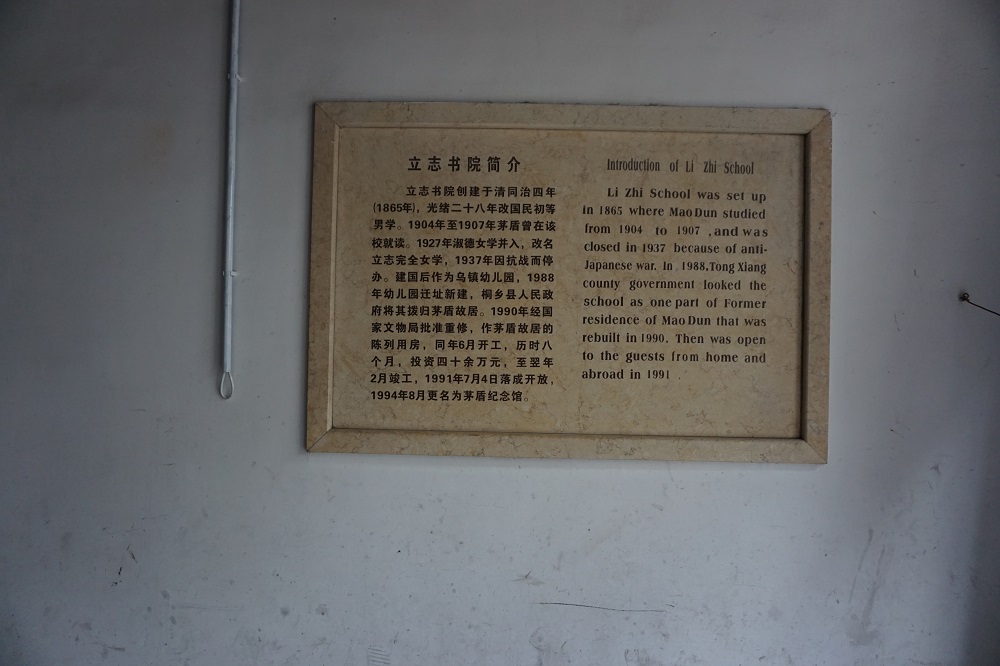 立志书院简介
立志书院创建于清同治四年
(1865年)，光绪二十八年改国民初等
男学。1904年至1907年茅盾曾在该
校就读。1927年淑德女学并入，改名
立志完全女学，1937年因抗战而停
办。建国后作为乌镇幼儿园，1988
年幼儿园迁址新建，桐乡县人民政
府将其拨归茅盾故居。1990年经国
家文物局批准重修，作茅盾故居的
陈列用房，同年6月开工，历时八
个月，投资四十余万元，至翌年
2月竣工，1991年7月4日落成开放，
1994年8月更名为茅盾纪念馆。
Introduction of Li Zhi School
Li Zhi School was set up
in 1865 where Mao Dun studied
from 1904 to 1907 ,and was
closed in 1937 because of anti-
Japanese war. In 1988,Tong Xiang
county government looked the
school as one part of Former
residence of Mao Dun that was
rebuilt in 1990. Then was open
to the guests from home and
abroad in 1991 .